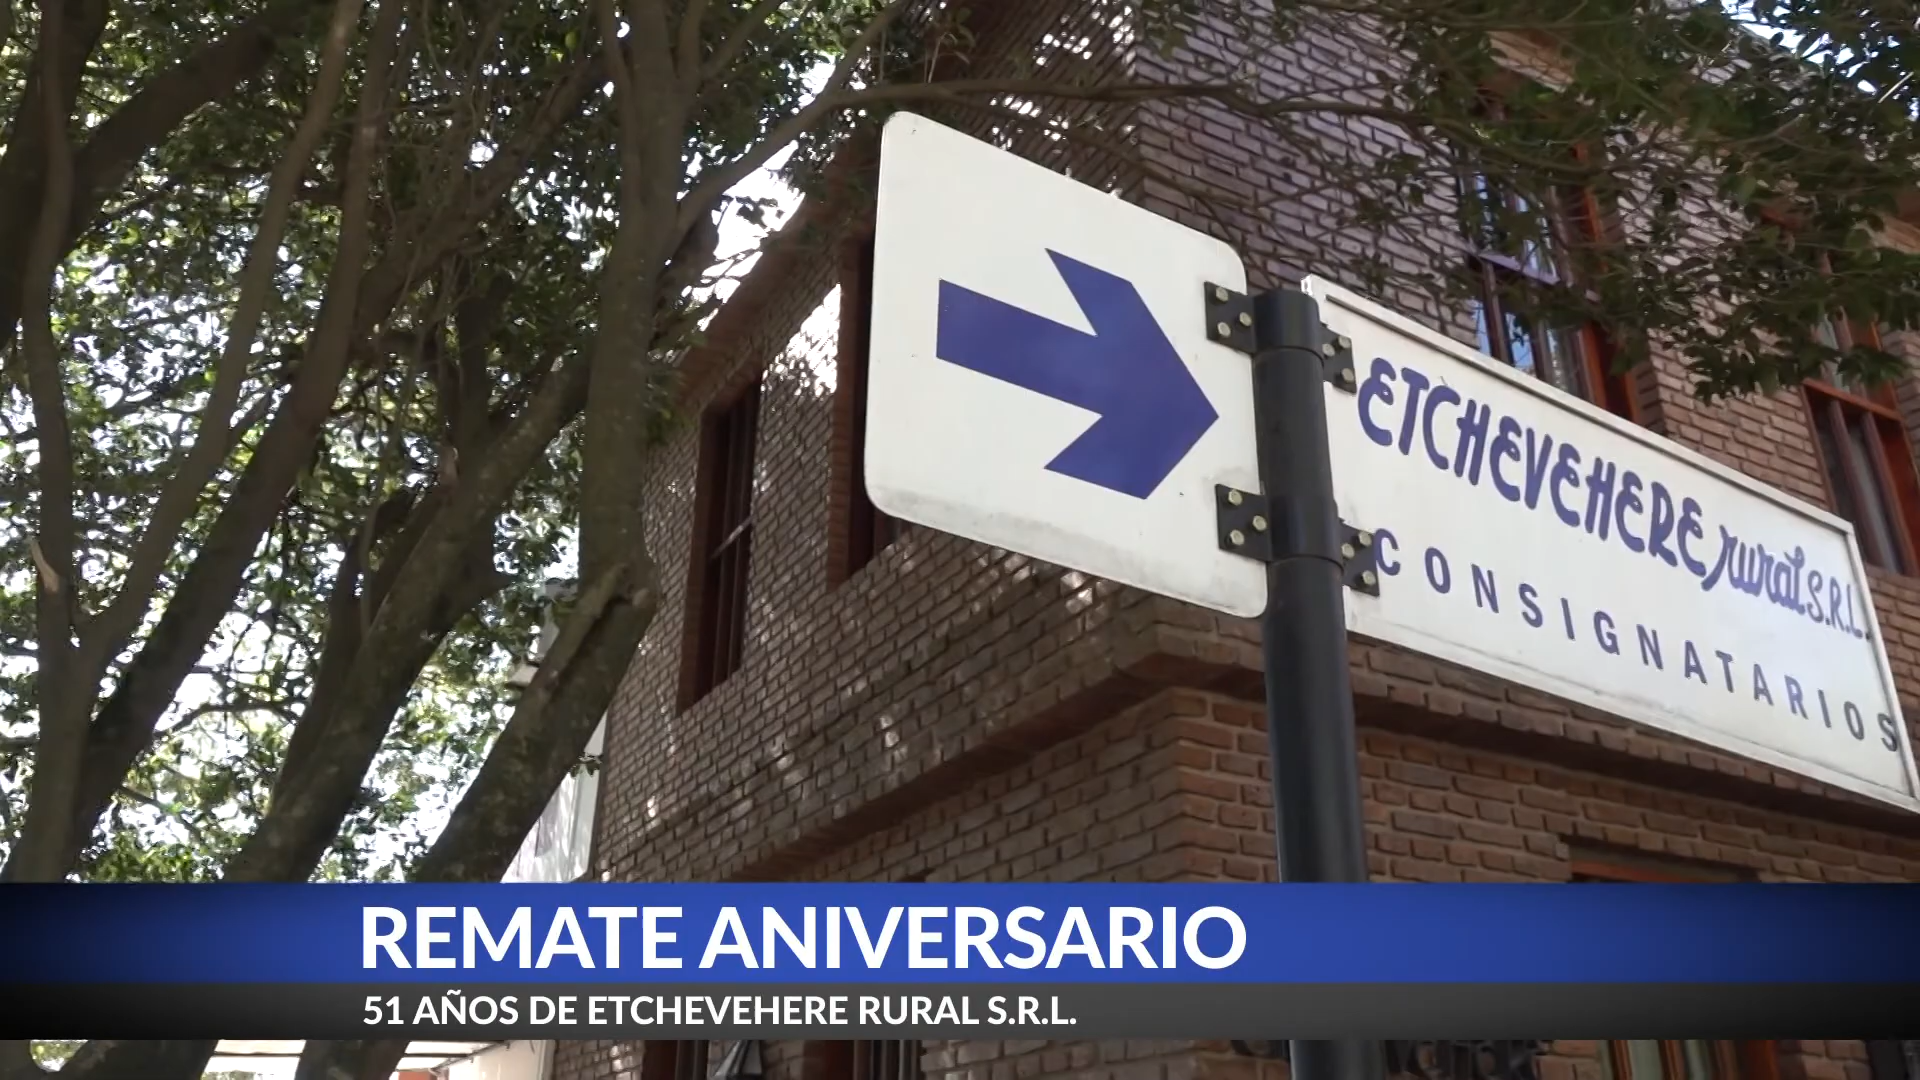 ETCHEVEHERE rural S.R.L.
CONSIGNATARIOS
REMATE ANIVERSARIO
51 AÑOS DE ETCHEVEHERE RURAL S.R.L.